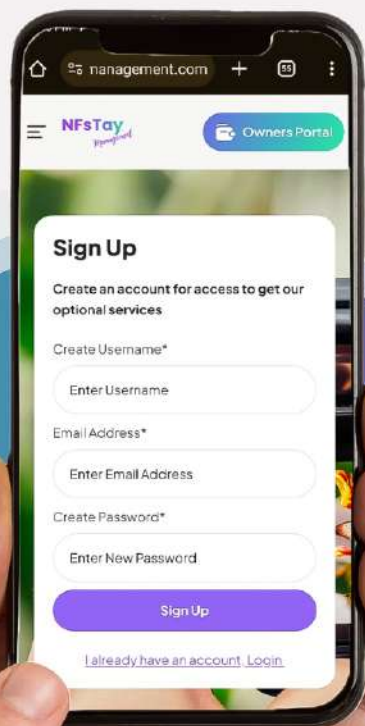 nanagement.com
55
NFsTay
Owners Portal
Sign Up
Create an account for access to get our
optional services
Create Username*
Enter Username
Email Address*
Enter Email Address
Create Password*
Enter New Password
Sign Up
I already have an account, Login